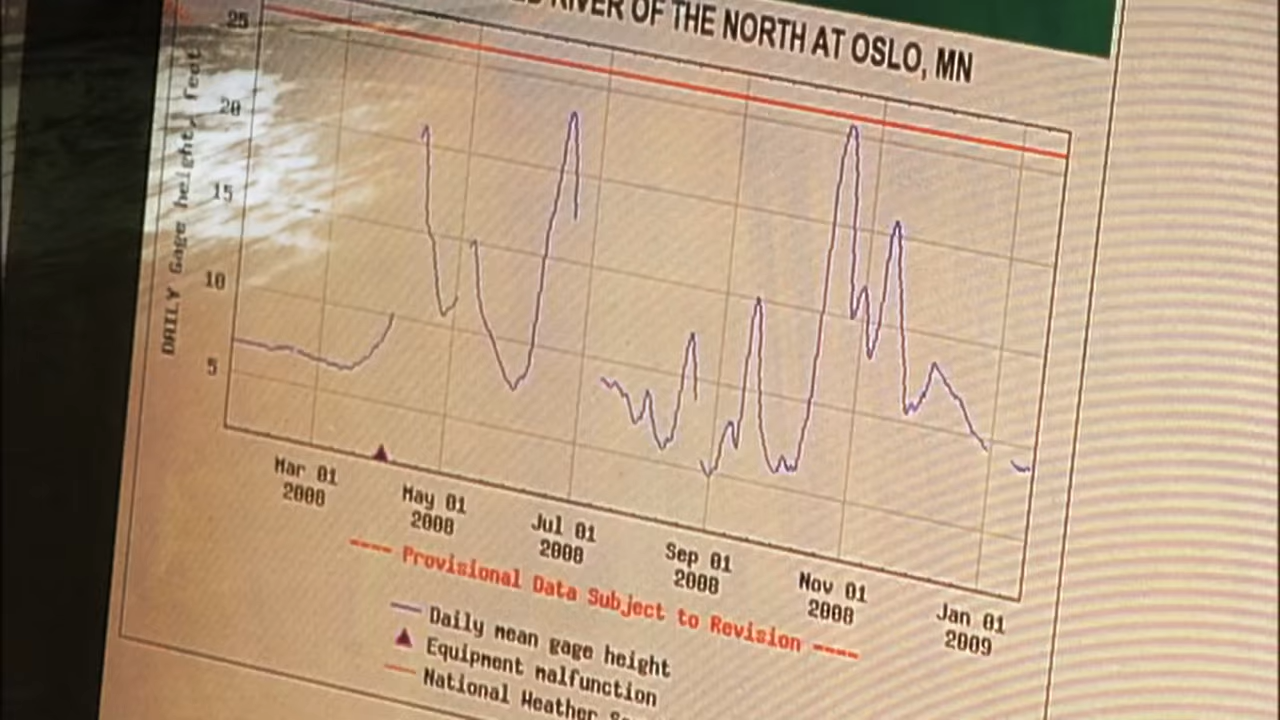 RIVER OF THE NORTH AT OSLO, MN
DAILY Gage height, feet
25
20
15
10
5
Mar 01
2008
May 01
2008
Jul 01
2008
Sep 01
2008
Nov 01
2008
Jan 01
2009
---- Provisional Data Subject to Revision ----
Daily mean gage height
Equipment malfunction
National Weather